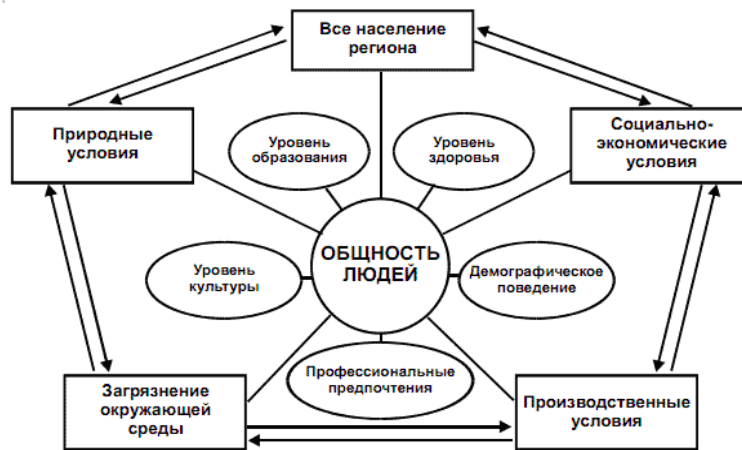 Все население
региона
Природные
условия
Уровень
образования
Уровень
здоровья
Социально-
экономические
условия
ОБЩНОСТЬ
ЛЮДЕЙ
Уровень
культуры
Демографическое
поведение
Профессиональные
предпочтения
Загрязнение
окружающей
среды
Производственные
условия